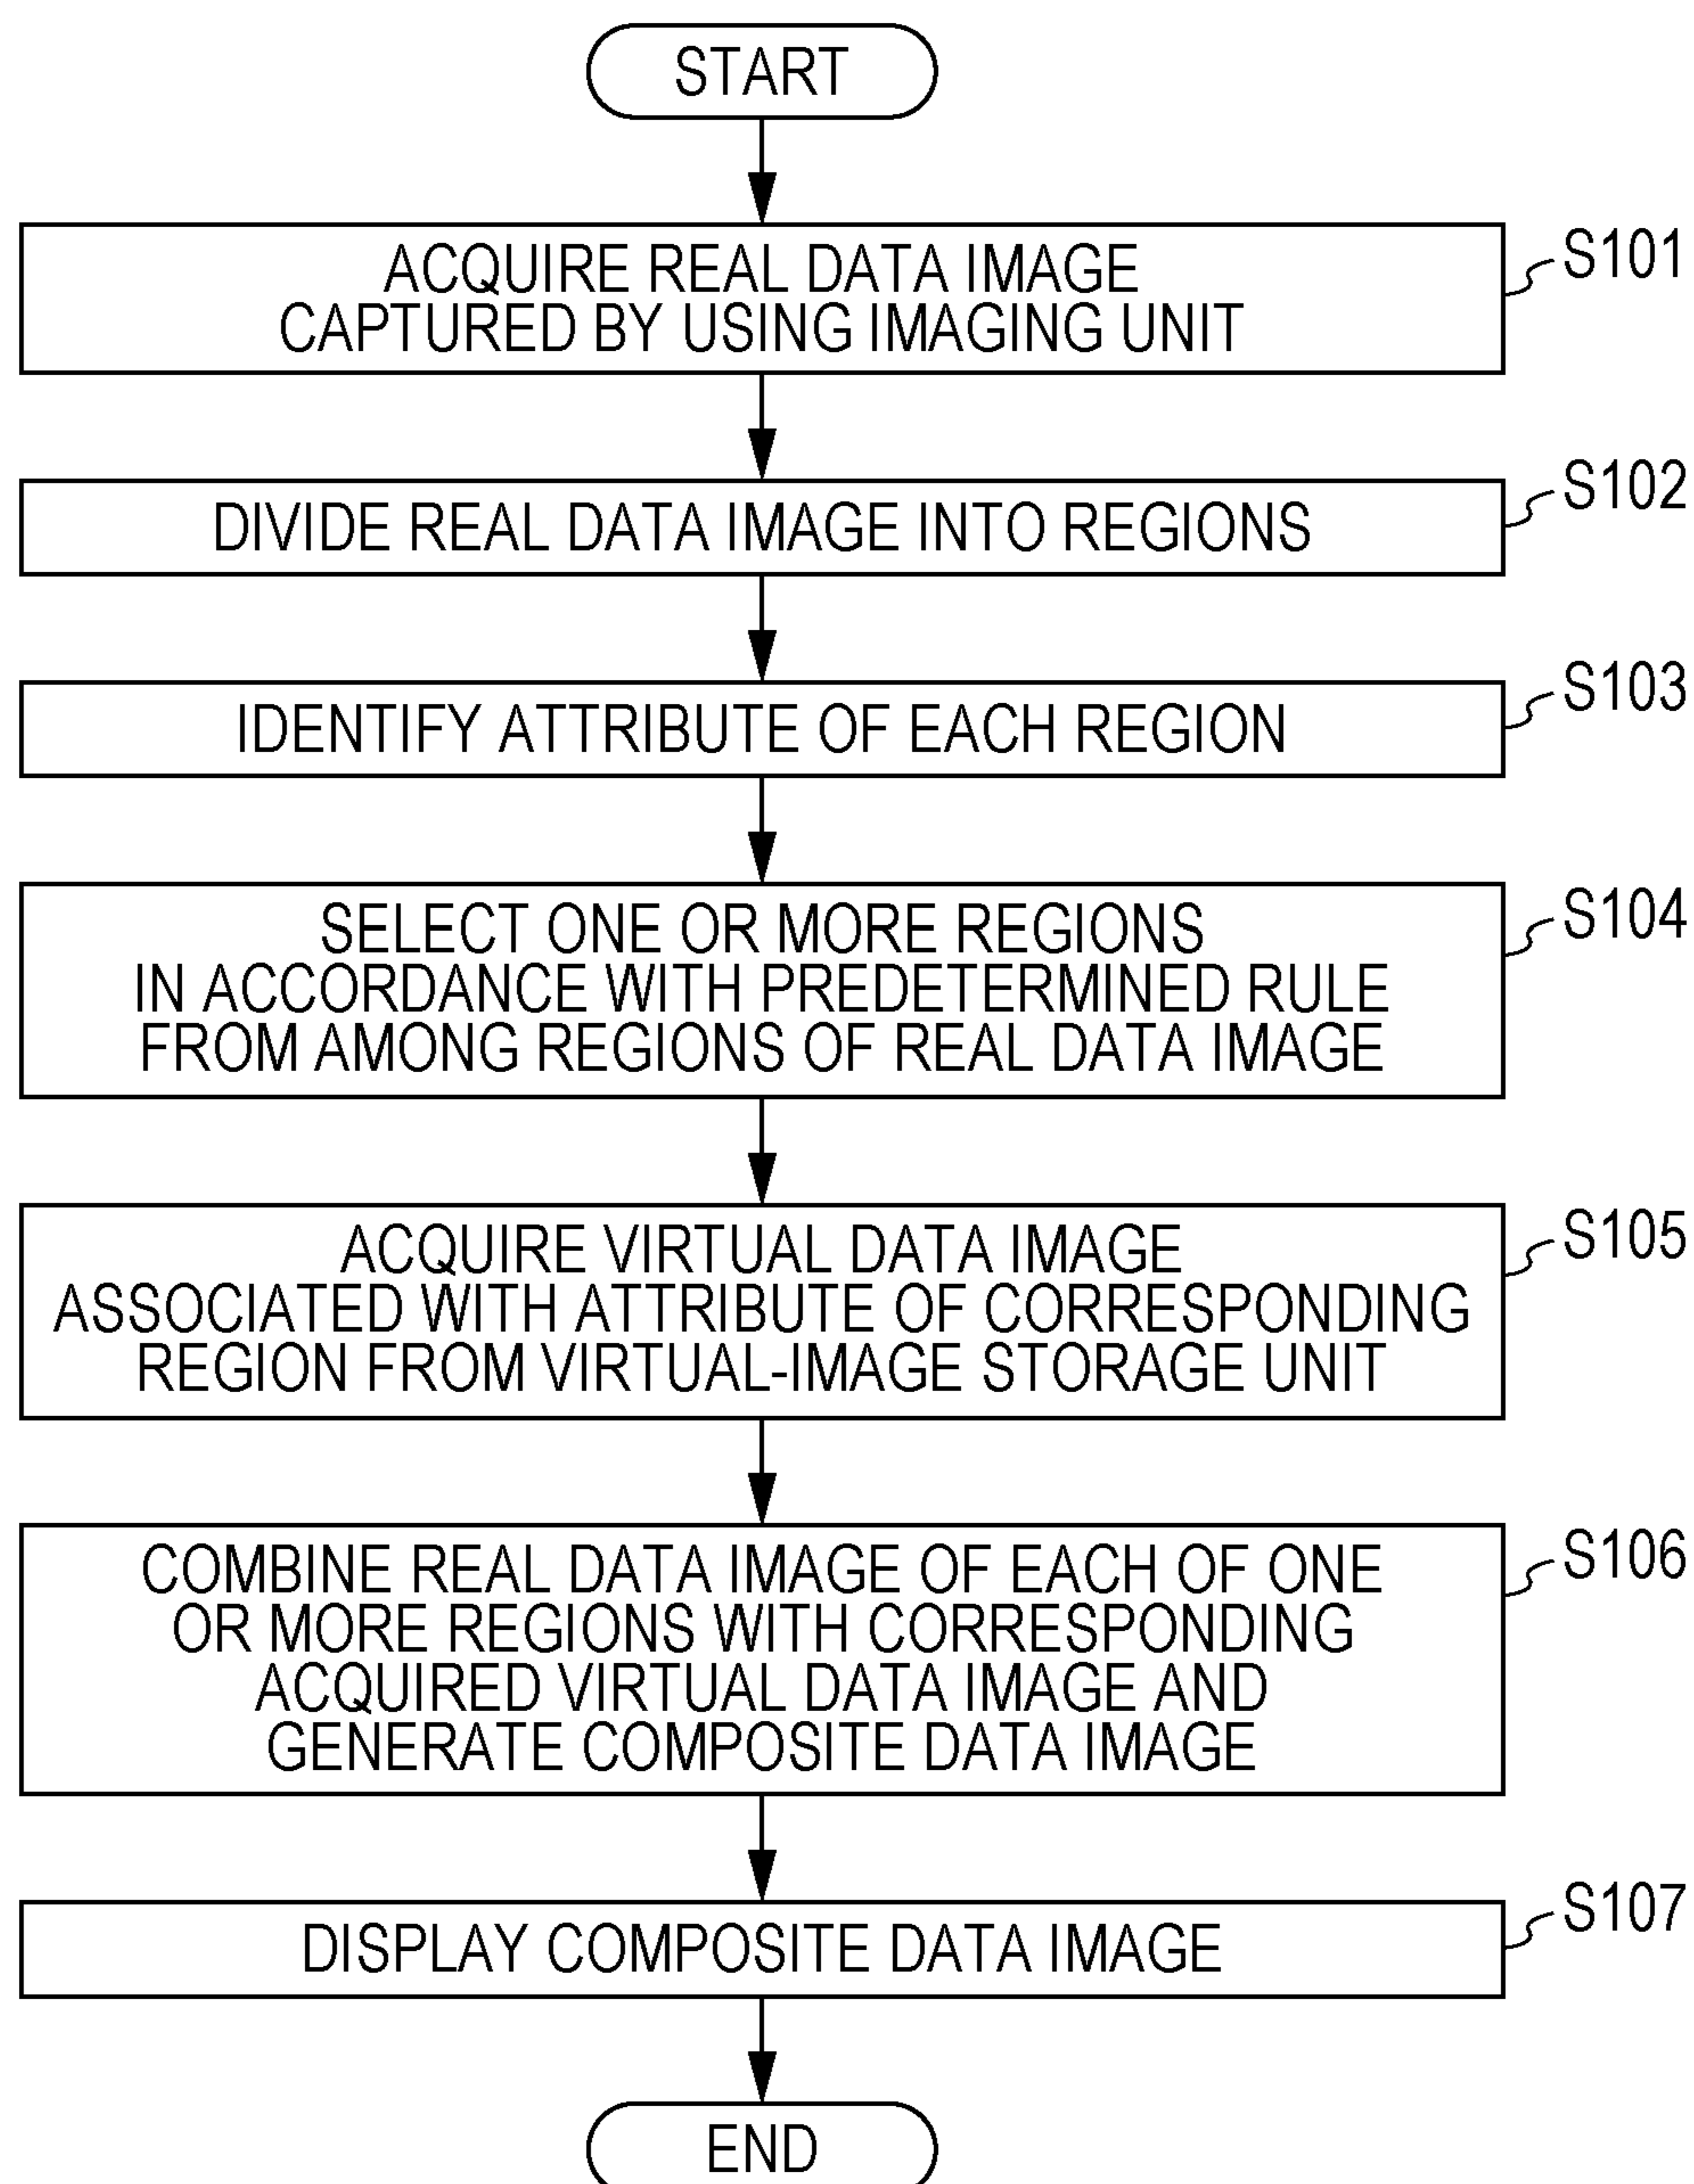 START
ACQUIRE REAL DATA IMAGE
CAPTURED BY USING IMAGING UNIT
S101
DIVIDE REAL DATA IMAGE INTO REGIONS
S102
IDENTIFY ATTRIBUTE OF EACH REGION
S103
SELECT ONE OR MORE REGIONS
IN ACCORDANCE WITH PREDETERMINED RULE
FROM AMONG REGIONS OF REAL DATA IMAGE
S104
ACQUIRE VIRTUAL DATA IMAGE
ASSOCIATED WITH ATTRIBUTE OF CORRESPONDING
REGION FROM VIRTUAL-IMAGE STORAGE UNIT
S105
COMBINE REAL DATA IMAGE OF EACH OF ONE
OR MORE REGIONS WITH CORRESPONDING
ACQUIRED VIRTUAL DATA IMAGE AND
GENERATE COMPOSITE DATA IMAGE
S106
DISPLAY COMPOSITE DATA IMAGE
S107
END